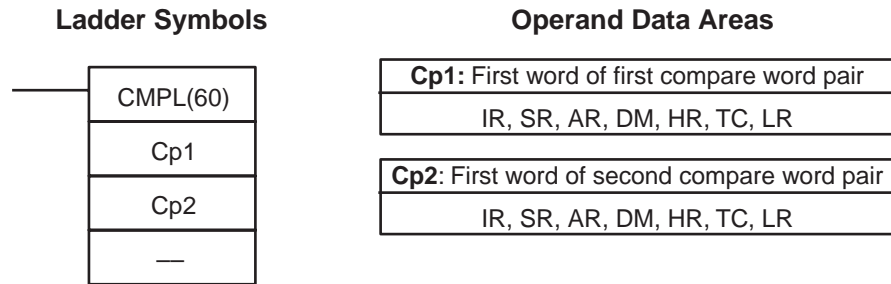 Ladder Symbols
CMPL(60)
Cp1
Cp2
—
Operand Data Areas
Cp1: First word of first compare word pair
IR, SR, AR, DM, HR, TC, LR
Cp2: First word of second compare word pair
IR, SR, AR, DM, HR, TC, LR